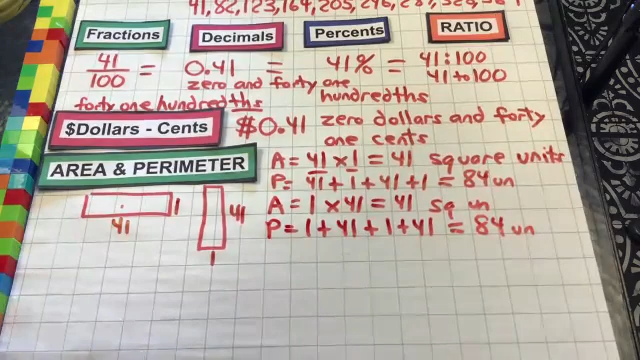 41, 82, 123, 164, 205, 246, 287, 328, 36
Fractions Decimals Percents RATIO
41/100 = 0.41 = 41% = 41:100
41 to 100
zero and forty one hundredths
forty one hundredths
$Dollars - Cents $0.41 zero dollars and forty one cents
AREA & PERIMETER A = 41 x 1 = 41 square units
P = 41 + 1 + 41 + 1 = 84 un
41 1 41 1
A = 1 x 41 = 41 sq un
P = 1 + 41 + 1 + 41 = 84 un